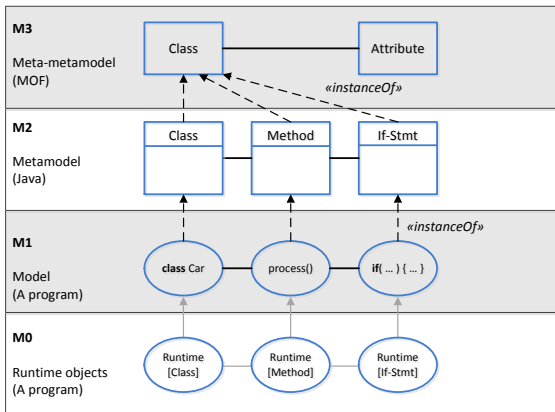 M3
Meta-metamodel
(MOF)
Class
Attribute
«instanceOf»
M2
Metamodel
(Java)
Class
Method
If-Stmt
«instanceOf»
M1
Model
(A program)
class Car
process()
if( ... ) { ... }
M0
Runtime objects
(A program)
Runtime
[Class]
Runtime
[Method]
Runtime
[If-Stmt]